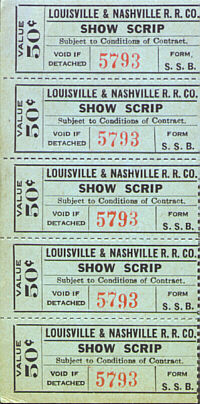 VALUE 50¢
LOUISVILLE & NASHVILLE R. R. CO.
SHOW SCRIP
Subject to Conditions of Contract.
VOID IF DETACHED 5793 FORM S. S. B.
VALUE 50¢
LOUISVILLE & NASHVILLE R. R. CO.
SHOW SCRIP
Subject to Conditions of Contract.
VOID IF DETACHED 5793 FORM S. S. B.
VALUE 50¢
LOUISVILLE & NASHVILLE R. R. CO.
SHOW SCRIP
Subject to Conditions of Contract.
VOID IF DETACHED 5793 FORM S. S. B.
VALUE 50¢
LOUISVILLE & NASHVILLE R. R. CO.
SHOW SCRIP
Subject to Conditions of Contract.
VOID IF DETACHED 5793 FORM S. S. B.
VALUE 50¢
LOUISVILLE & NASHVILLE R. R. CO.
SHOW SCRIP
Subject to Conditions of Contract.
VOID IF DETACHED 5793 FORM S. S. B.